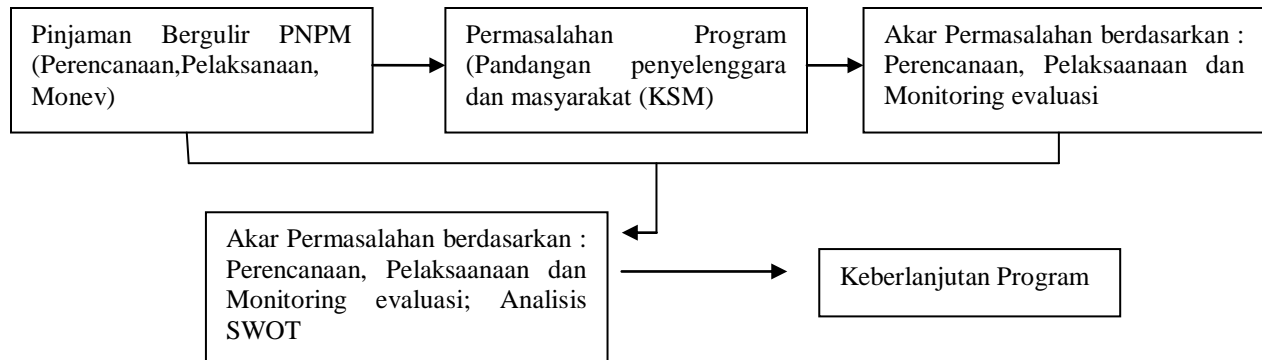 Pinjaman Bergulir PNPM
(Perencanaan,Pelaksanaan,
Monev)
Permasalahan Program
(Pandangan penyelenggara
dan masyarakat (KSM)
Akar Permasalahan berdasarkan :
Perencanaan, Pelaksaanaan dan
Monitoring evaluasi
Akar Permasalahan berdasarkan :
Perencanaan, Pelaksaanaan dan
Monitoring evaluasi; Analisis
SWOT
Keberlanjutan Program